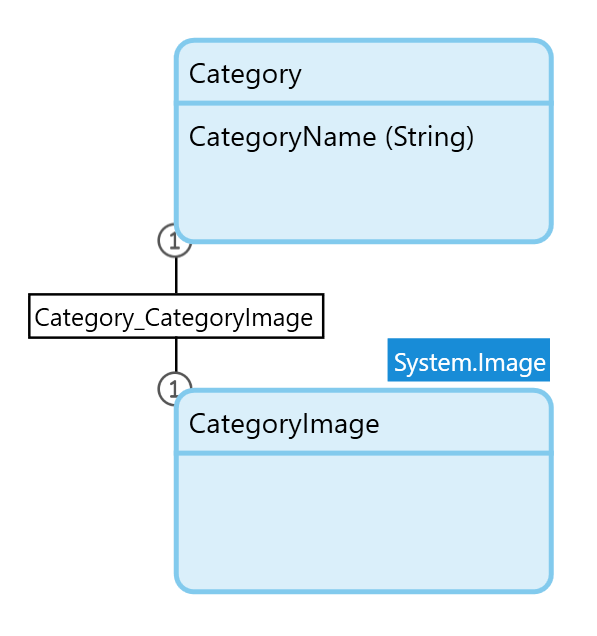 Category
CategoryName (String)
1
Category_CategoryImage
System.Image
1
CategoryImage